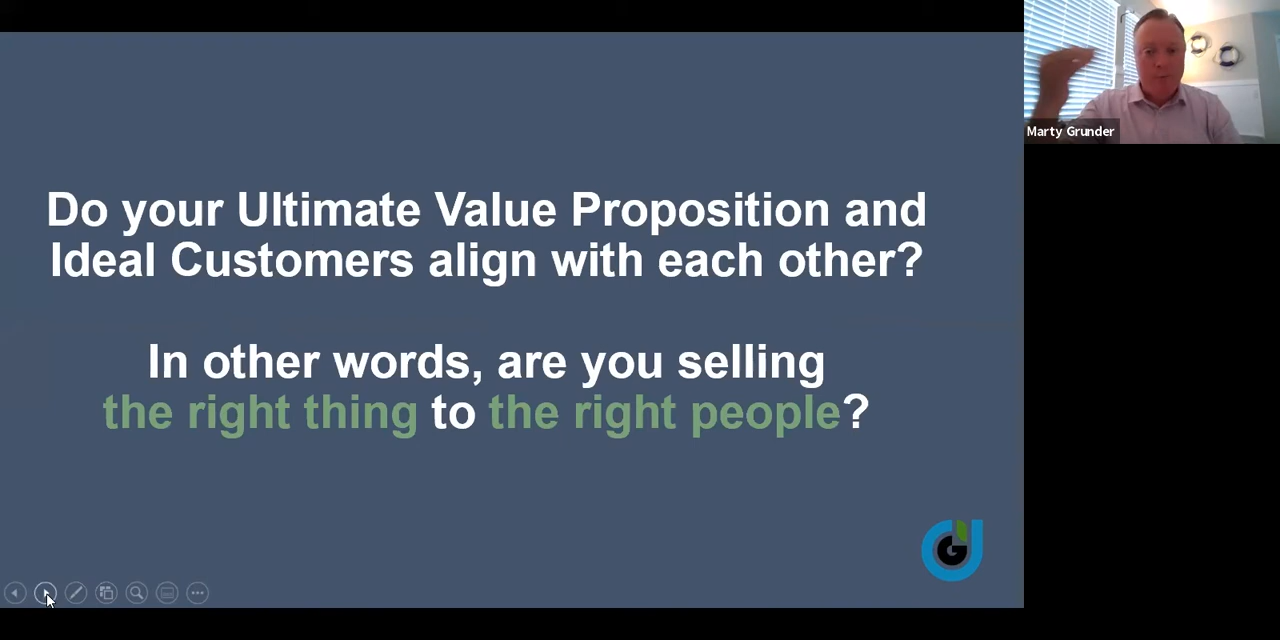 Do your Ultimate Value Proposition and
Ideal Customers align with each other?
In other words, are you selling
the right thing to the right people?
Marty Grunder
G